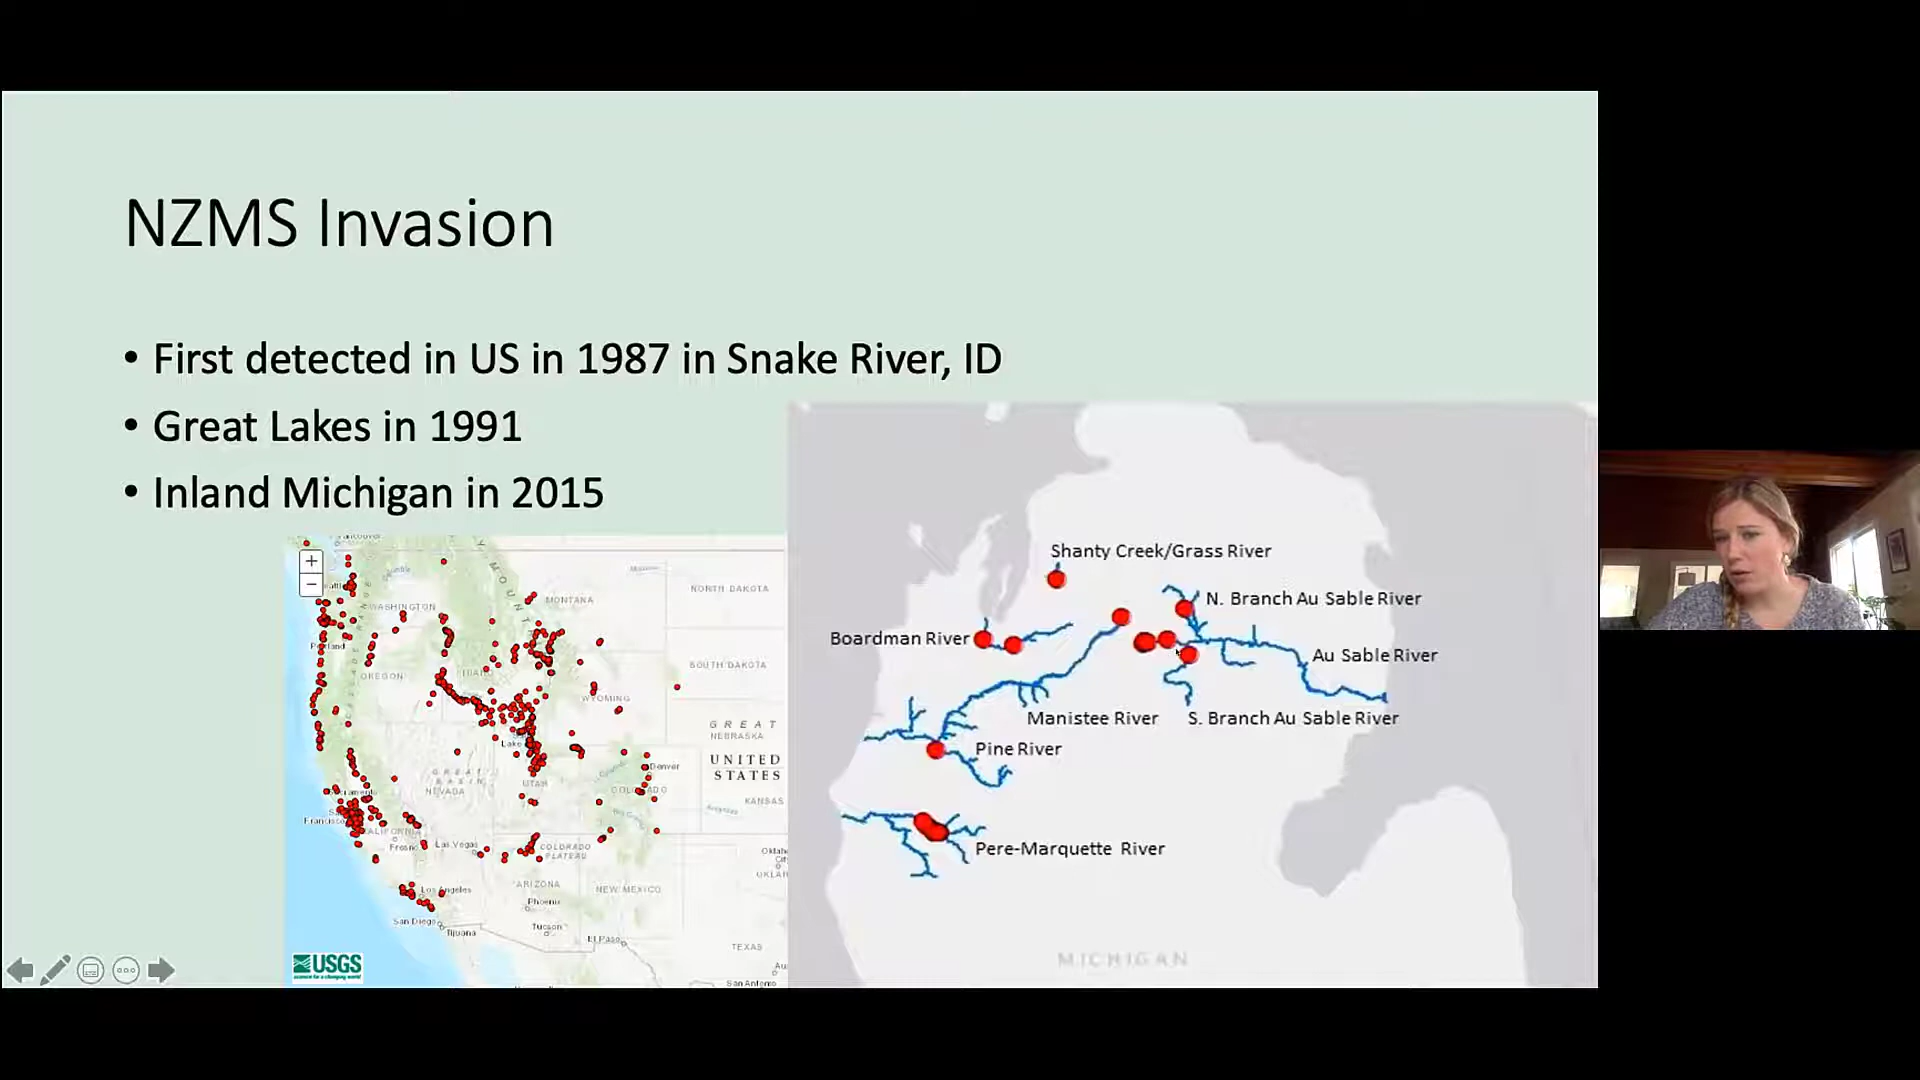 NZMS Invasion
• First detected in US in 1987 in Snake River, ID
• Great Lakes in 1991
• Inland Michigan in 2015
Shanty Creek/Grass River
N. Branch Au Sable River
Boardman River
Au Sable River
Manistee River
S. Branch Au Sable River
Pine River
Pere-Marquette River
MICHIGAN
+
−
WASHINGTON
MONTANA
NORTH DAKOTA
SOUTH DAKOTA
WYOMING
GREAT
NEBRASKA
UNITED
STATES
KANSAS
Denver
UTAH
NEVADA
Las Vegas
COLORADO
PLATEAU
ARIZONA
NEW MEXICO
Los Angeles
Phoenix
San Diego
Tijuana
Tucson
El Paso
TEXAS
San Antonio
USGS